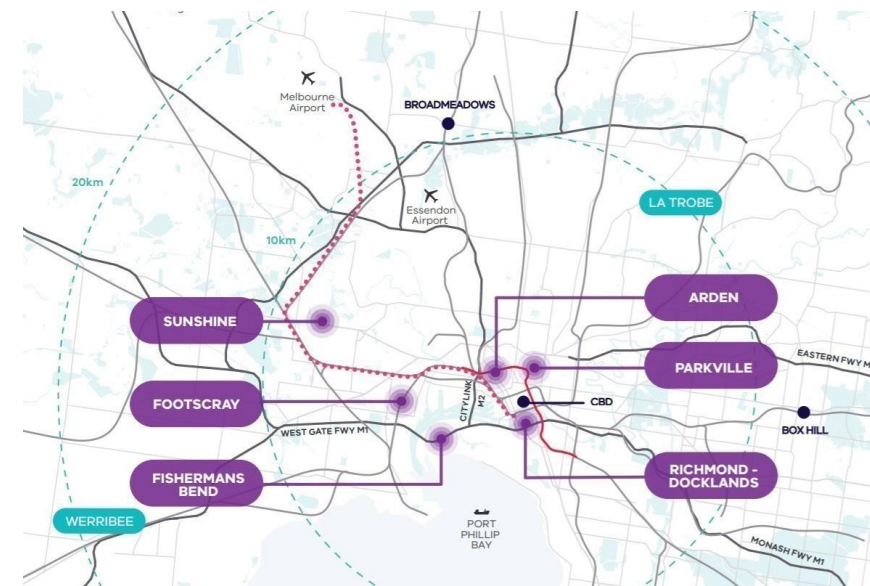 Melbourne
Airport
BROADMEADOWS
20km
Essendon
Airport
LA TROBE
10km
ARDEN
SUNSHINE
PARKVILLE
EASTERN FWY M
FOOTSCRAY
CITYLINK
M2
CBD
BOX HILL
WEST GATE FWY M1
FISHERMANS
BEND
RICHMOND -
DOCKLANDS
WERRIBEE
PORT
PHILLIP
BAY
MONASH FWY M1